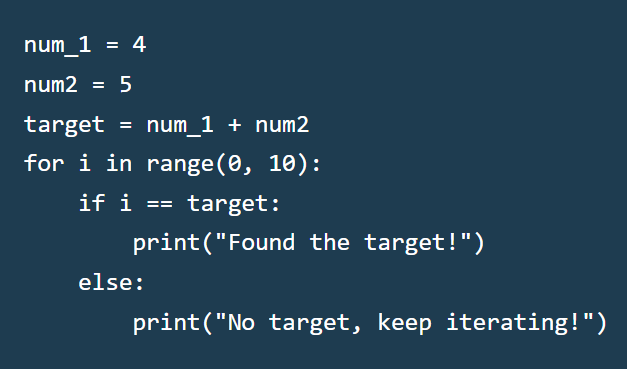 num_1 = 4
num2 = 5
target = num_1 + num2
for i in range(0, 10):
    if i == target:
        print("Found the target!")
    else:
        print("No target, keep iterating!")